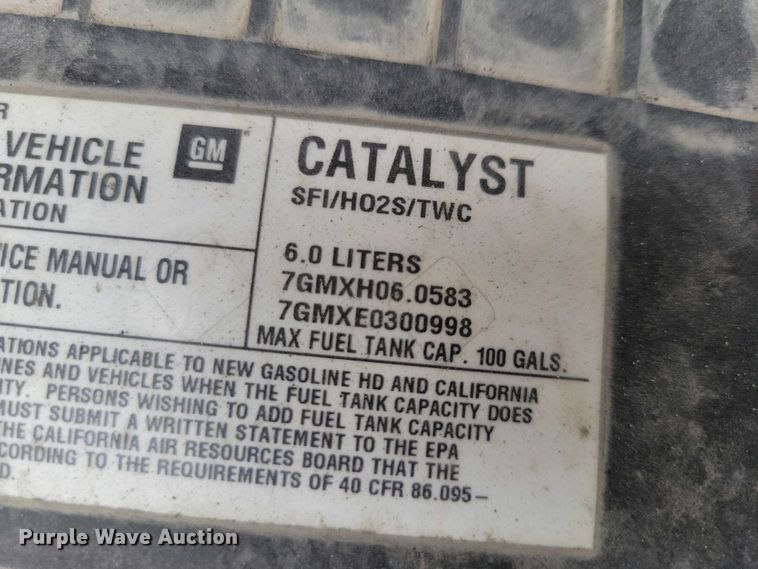 R
VEHICLE
RMATION
ATION
GM
ICE MANUAL OR
TION.
CATALYST
SFI/HO2S/TWC
6.0 LITERS
7GMXH06.0583
7GMXE0300998
MAX FUEL TANK CAP. 100 GALS.
ATIONS APPLICABLE TO NEW GASOLINE HD AND CALIFORNIA
INES AND VEHICLES WHEN THE FUEL TANK CAPACITY DOES
ITY. PERSONS WISHING TO ADD FUEL TANK CAPACITY
MUST SUBMIT A WRITTEN STATEMENT TO THE EPA
THE CALIFORNIA AIR RESOURCES BOARD THAT THE
CCORDING TO THE REQUIREMENTS OF 40 CFR 86.095–
D.
Purple Wave Auction